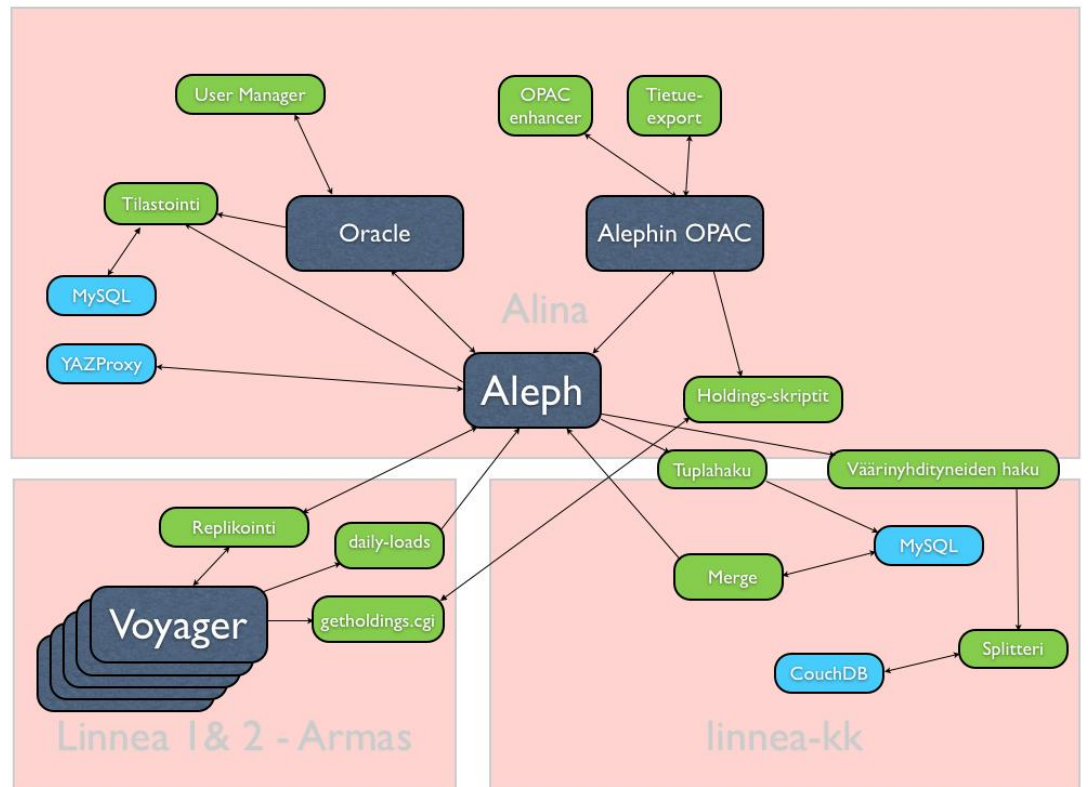 User Manager
OPAC
enhancer
Tietue-
export
Tilastointi
Oracle
Alephin OPAC
MySQL
Alina
YAZProxy
Aleph
Holdings-skriptit
Tuplahaku
Väärinyhdityneiden haku
Replikointi
daily-loads
MySQL
Merge
Voyager
getholdings.cgi
Splitteri
CouchDB
Linnea 1& 2 - Armas
linnea-kk